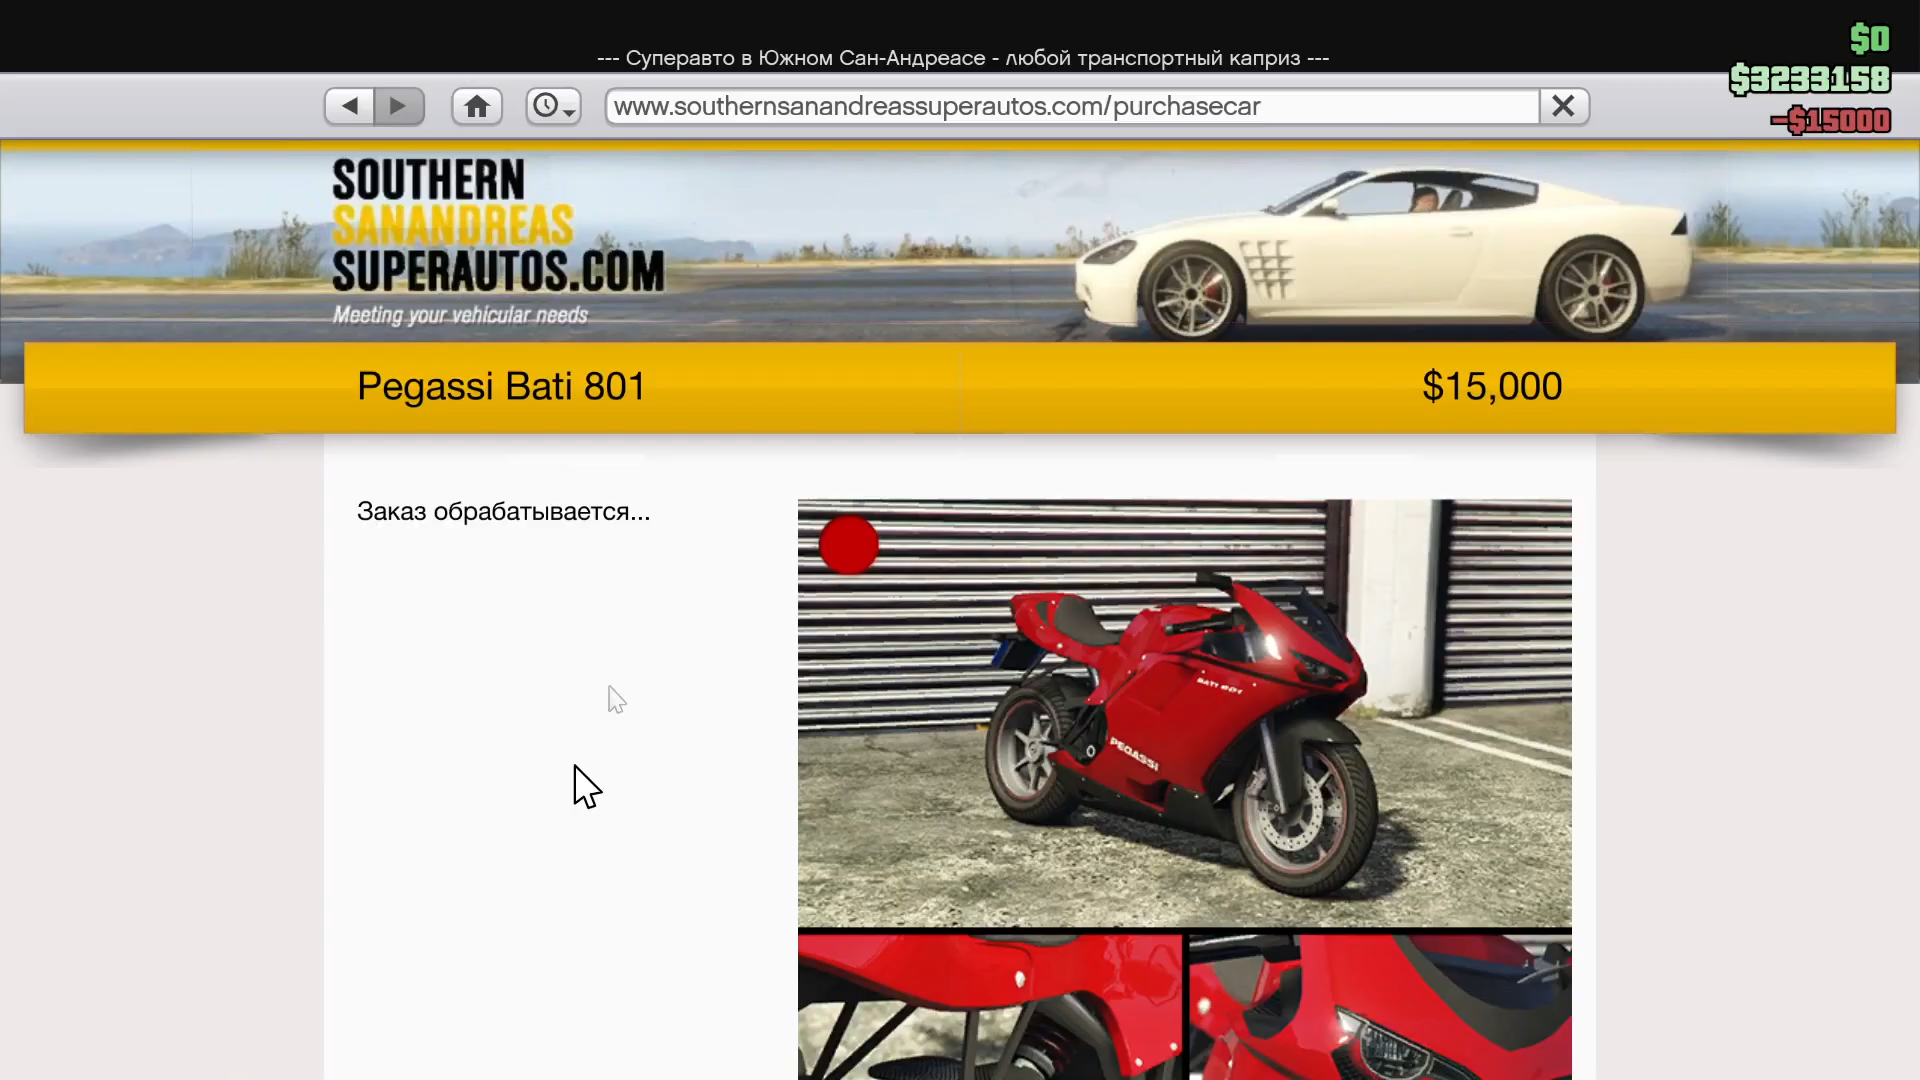 $0
--- Суперавто в Южном Сан-Андреасе - любой транспортный каприз ---
$3233158
www.southernsanandreassuperautos.com/purchasecar
-$15000
SOUTHERN
SANANDREAS
SUPERAUTOS.COM
Meeting your vehicular needs
Pegassi Bati 801
$15,000
Заказ обрабатывается...
BATI 801
PEGASSI